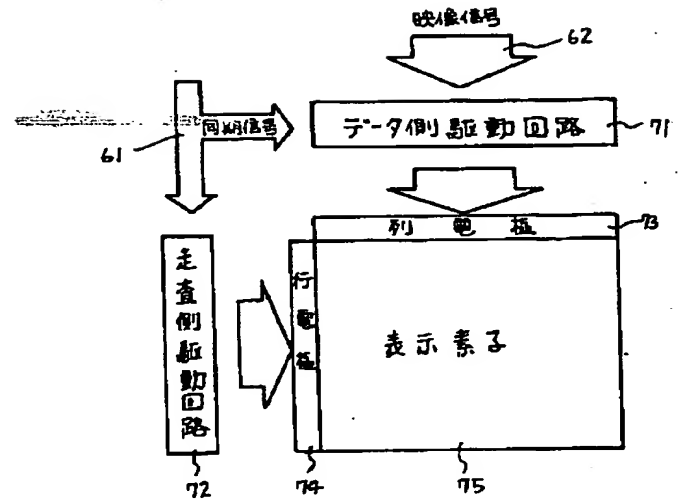 映像信号
62
同期信号
61
データ側駆動回路
71
列電極
73
走査側駆動回路
行電極
表示素子
72
74
75